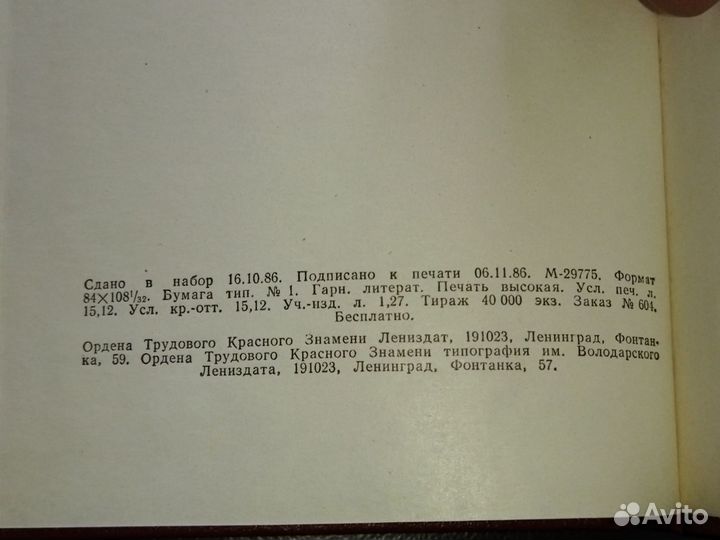 Сдано в набор 16.10.86. Подписано к печати 06.11.86. М-29775. Формат
84×108¹/₃₂. Бумага тип. № 1. Гарн. литерат. Печать высокая. Усл. печ. л.
15,12. Усл. кр.-отт. 15,12. Уч.-изд. л. 1,27. Тираж 40 000 экз. Заказ № 604.
Бесплатно.
Ордена Трудового Красного Знамени Лениздат, 191023, Ленинград, Фонтан-
ка, 59. Ордена Трудового Красного Знамени типография им. Володарского
Лениздата, 191023, Ленинград, Фонтанка, 57.
Avito